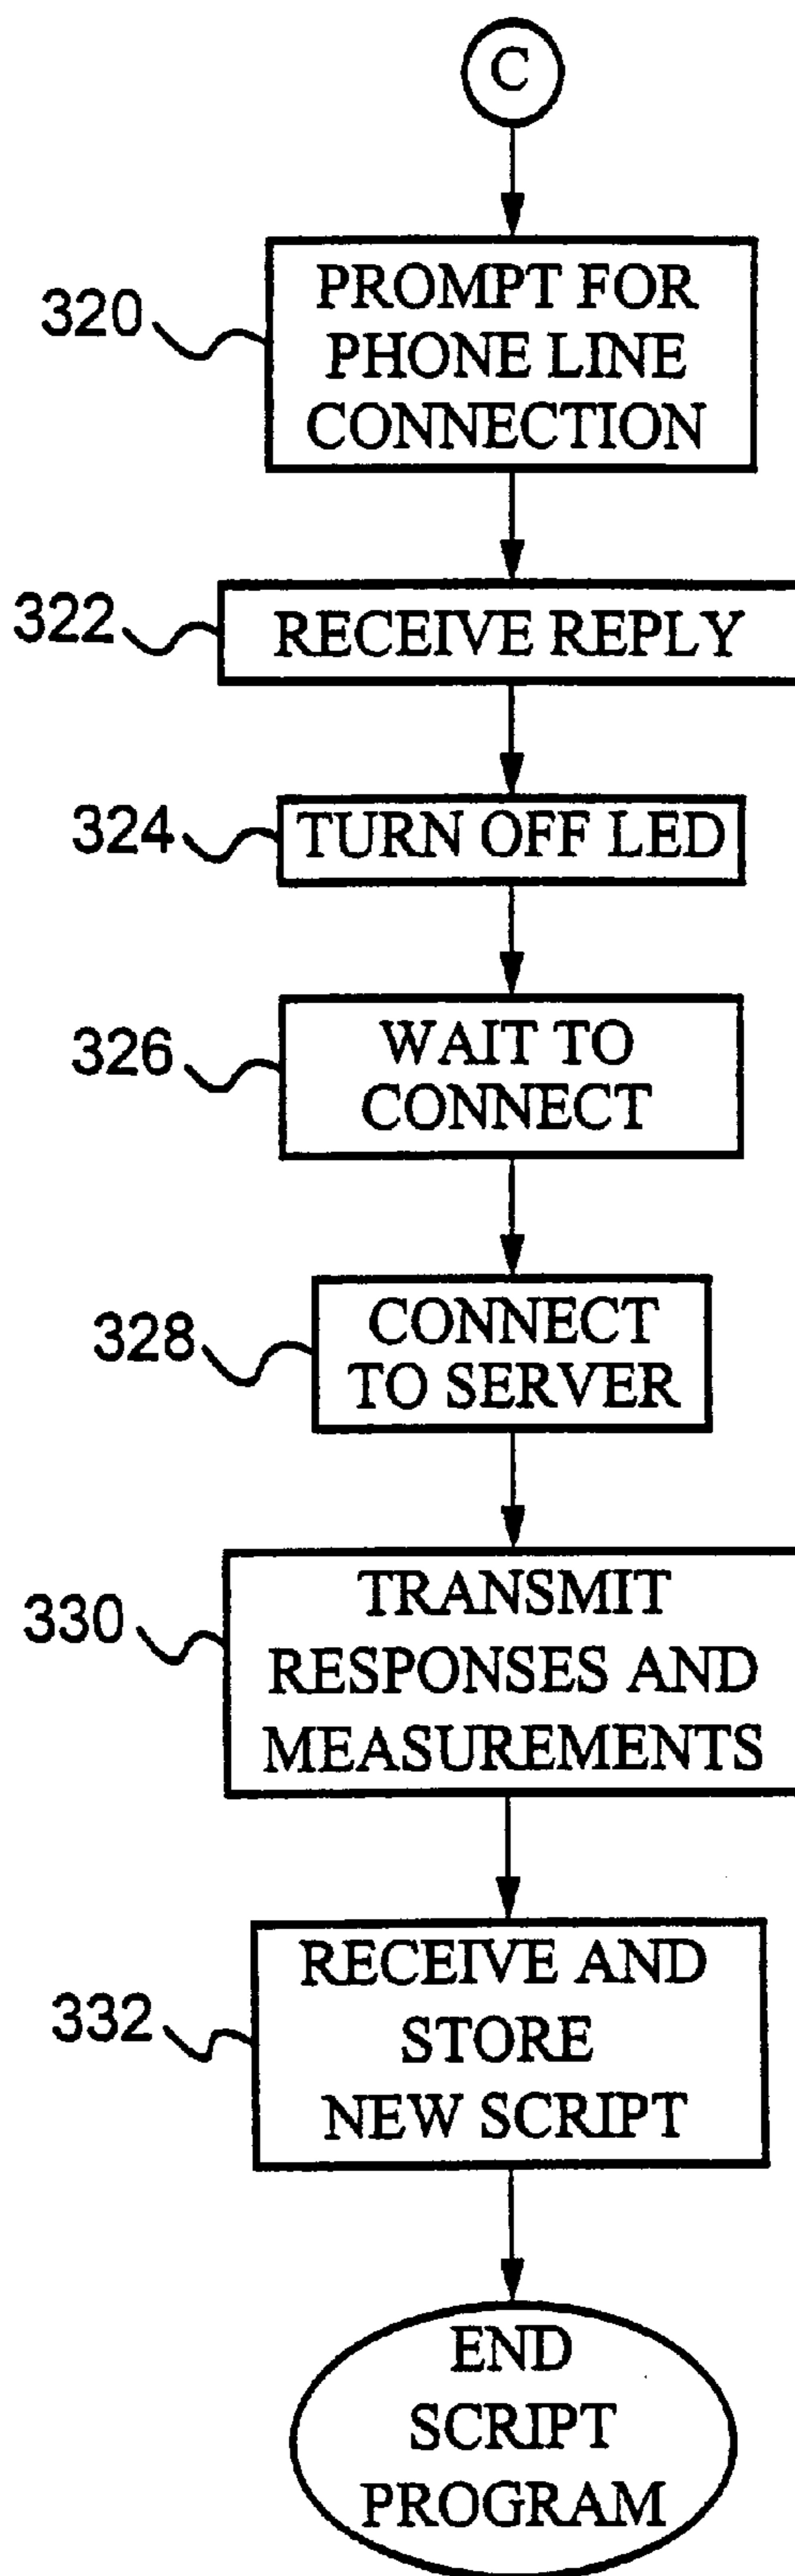 C
320
PROMPT FOR
PHONE LINE
CONNECTION
322
RECEIVE REPLY
324
TURN OFF LED
326
WAIT TO
CONNECT
328
CONNECT
TO SERVER
330
TRANSMIT
RESPONSES AND
MEASUREMENTS
332
RECEIVE AND
STORE
NEW SCRIPT
END
SCRIPT
PROGRAM